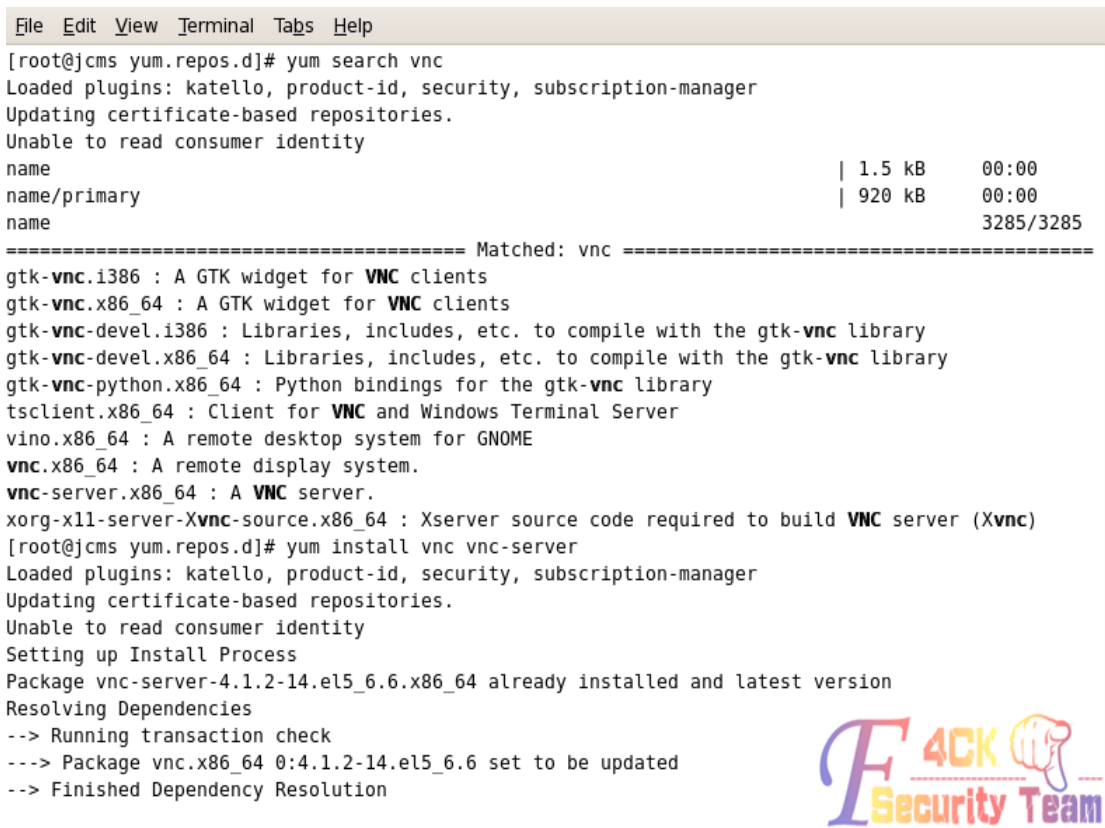 File Edit View Terminal Tabs Help
[root@jcms yum.repos.d]# yum search vnc
Loaded plugins: katello, product-id, security, subscription-manager
Updating certificate-based repositories.
Unable to read consumer identity
name | 1.5 kB 00:00
name/primary | 920 kB 00:00
name 3285/3285
========================================= Matched: vnc ==========================================
gtk-vnc.i386 : A GTK widget for VNC clients
gtk-vnc.x86_64 : A GTK widget for VNC clients
gtk-vnc-devel.i386 : Libraries, includes, etc. to compile with the gtk-vnc library
gtk-vnc-devel.x86_64 : Libraries, includes, etc. to compile with the gtk-vnc library
gtk-vnc-python.x86_64 : Python bindings for the gtk-vnc library
tsclient.x86_64 : Client for VNC and Windows Terminal Server
vino.x86_64 : A remote desktop system for GNOME
vnc.x86_64 : A remote display system.
vnc-server.x86_64 : A VNC server.
xorg-x11-server-Xvnc-source.x86_64 : Xserver source code required to build VNC server (Xvnc)
[root@jcms yum.repos.d]# yum install vnc vnc-server
Loaded plugins: katello, product-id, security, subscription-manager
Updating certificate-based repositories.
Unable to read consumer identity
Setting up Install Process
Package vnc-server-4.1.2-14.el5_6.6.x86_64 already installed and latest version
Resolving Dependencies
--> Running transaction check
---> Package vnc.x86_64 0:4.1.2-14.el5_6.6 set to be updated
--> Finished Dependency Resolution
F4CK
Security Team